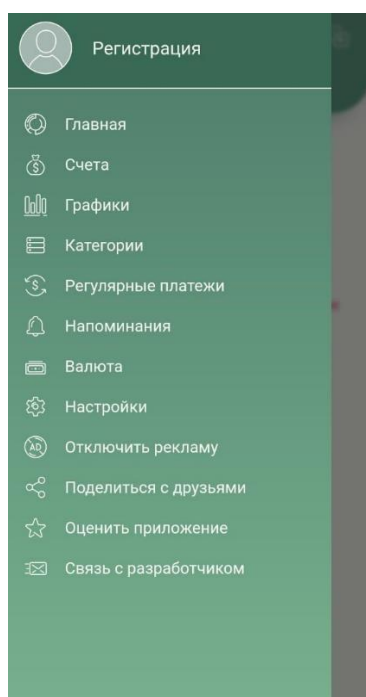 Регистрация
Главная
Счета
Графики
Категории
Регулярные платежи
Напоминания
Валюта
Настройки
Отключить рекламу
Поделиться с друзьями
Оценить приложение
Связь с разработчиком